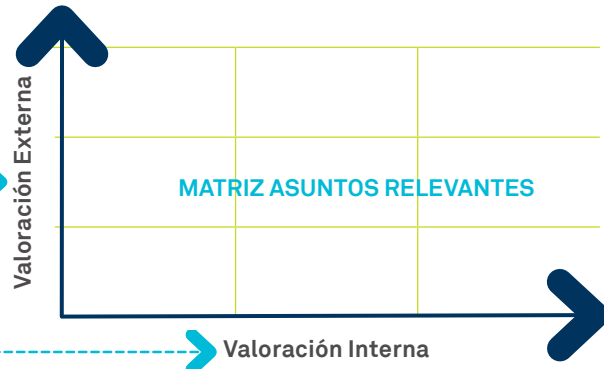 Valoración Externa
MATRIZ ASUNTOS RELEVANTES
Valoración Interna